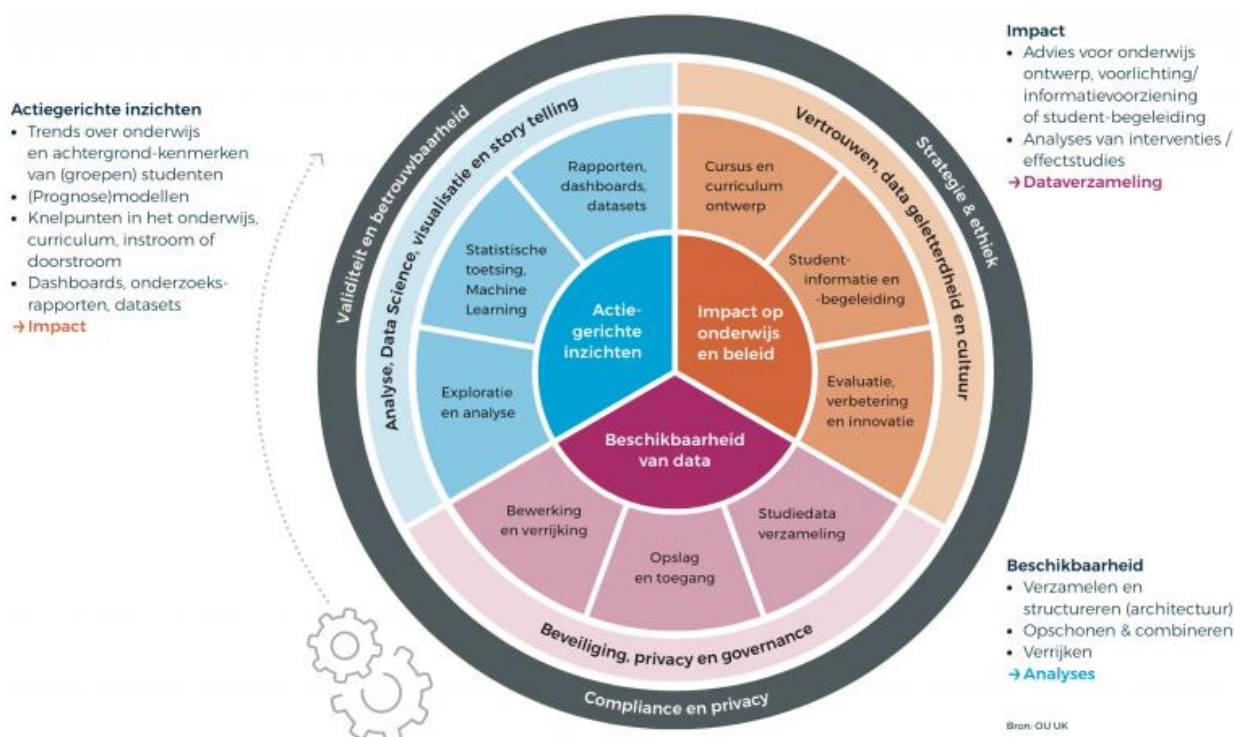 Actiegerichte inzichten
• Trends over onderwijs
en achtergrond-kenmerken
van (groepen) studenten
• (Prognose)modellen
• Knelpunten in het onderwijs,
curriculum, instroom of
doorstroom
• Dashboards, onderzoeks-
rapporten, datasets
→ Impact
Validiteit en betrouwbaarheid
Analyse, Data Science, visualisatie en story telling
Rapporten,
dashboards,
datasets
Statistische
toetsing,
Machine
Learning
Exploratie
en analyse
Actie-
gerichte
inzichten
Strategie & ethiek
Vertrouwen, data geletterdheid en cultuur
Cursus en
curriculum
ontwerp
Student-
informatie en
-begeleiding
Evaluatie,
verbetering
en innovatie
Impact op
onderwijs
en beleid
Beschikbaarheid
van data
Bewerking
en verrijking
Opslag
en toegang
Studiedata
verzameling
Beveiliging, privacy en governance
Compliance en privacy
Impact
• Advies voor onderwijs
ontwerp, voorlichting/
informatievoorziening
of student-begeleiding
• Analyses van interventies /
effectstudies
→ Dataverzameling
Beschikbaarheid
• Verzamelen en
structureren (architectuur)
• Opschonen & combineren
• Verrijken
→ Analyses
Bron: OU UK